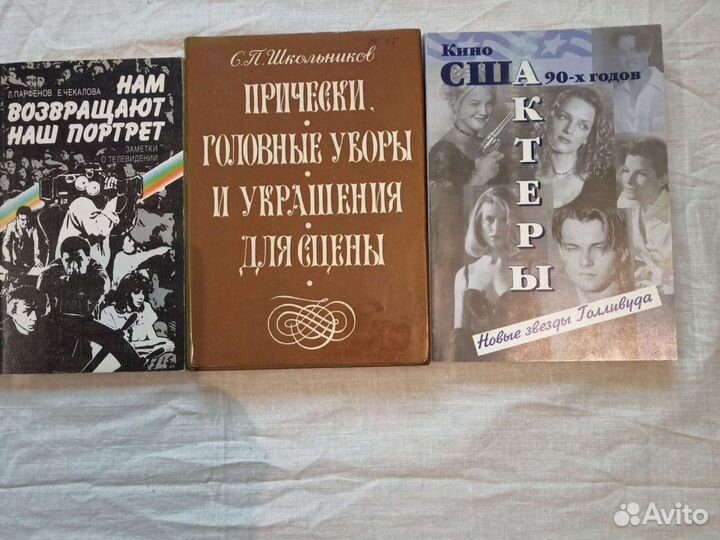 Л. ПАРФЕНОВ Е. ЧЕКАЛОВА
НАМ
ВОЗВРАЩАЮТ
НАШ ПОРТРЕТ
ЗАМЕТКИ
О ТЕЛЕВИДЕНИИ
С.П. Школьников
ПРИЧЕСКИ,
ГОЛОВНЫЕ УБОРЫ
И УКРАШЕНИЯ
ДЛЯ СЦЕНЫ
Кино
США
90-х годов
АКТЕРЫ
Новые звезды Голливуда
Avito